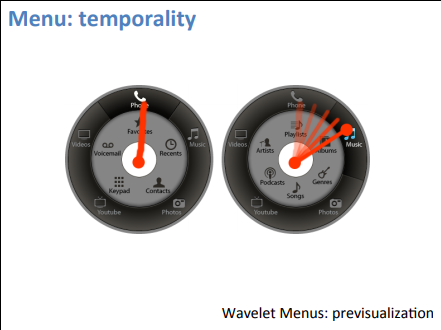 Menu: temporality
Phone
Favorites
Videos
Music
Voicemail
Recents
Keypad
Contacts
Youtube
Photos
Phone
Playlists
Videos
Music
Artists
Albums
Podcasts
Genres
Songs
Youtube
Photos
Wavelet Menus: previsualization